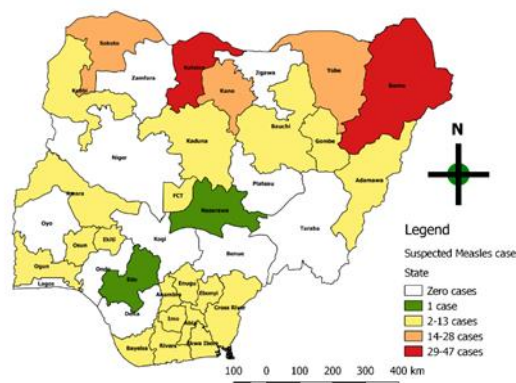 Sokoto
Katsina
Yobe
Borno
Zamfara
Jigawa
Kebbi
Kano
Kaduna
Bauchi
Gombe
Niger
Adamawa
Plateau
FCT
Nasarawa
Kwara
Taraba
Oyo
Kogi
Ekiti
Osun
Benue
Ogun
Ondo
Edo
Lagos
Enugu
Ebonyi
Anambra
Delta
Cross River
Imo
Abia
Bayelsa
Rivers
Akwa Ibom
N
Legend
Suspected Measles case
State
Zero cases
1 case
2-13 cases
14-28 cases
29-47 cases
100 0 100 200 300 400 km